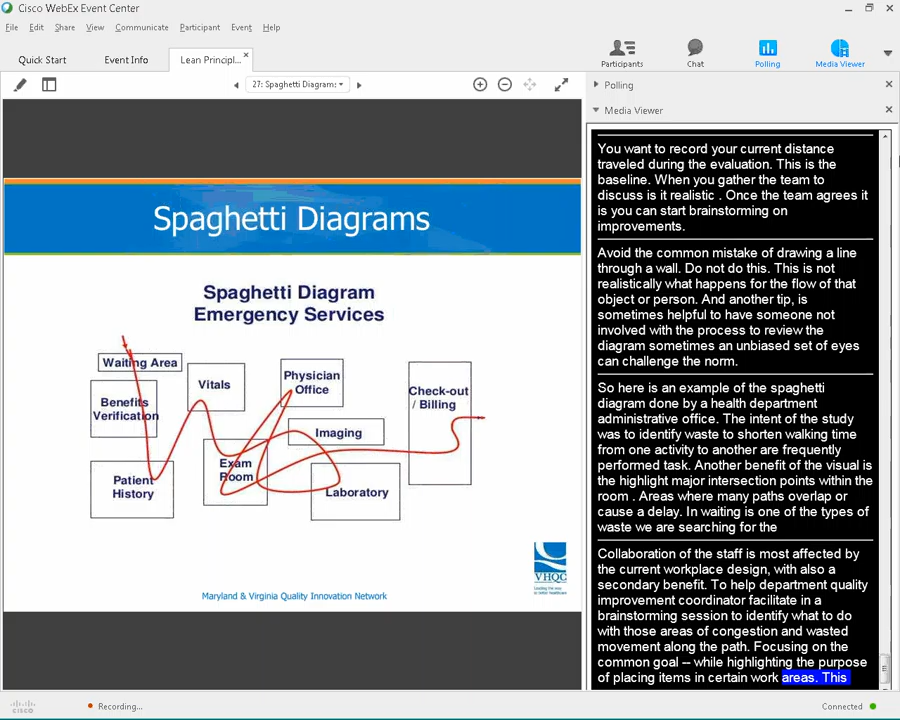 Cisco WebEx Event Center
File Edit Share View Communicate Participant Event Help
Quick Start Event Info Lean Principl...
Participants Chat Polling Media Viewer
27: Spaghetti Diagrams:
Polling
Media Viewer
Spaghetti Diagrams
Spaghetti Diagram
Emergency Services
Waiting Area
Benefits
Verification
Vitals
Physician
Office
Check-out
/ Billing
Imaging
Patient
History
Exam
Room
Laboratory
VHQC
Maryland & Virginia Quality Innovation Network
You want to record your current distance
traveled during the evaluation. This is the
baseline. When you gather the team to
discuss is it realistic . Once the team agrees it
is you can start brainstorming on
improvements.
Avoid the common mistake of drawing a line
through a wall. Do not do this. This is not
realistically what happens for the flow of that
object or person. And another tip, is
sometimes helpful to have someone not
involved with the process to review the
diagram sometimes an unbiased set of eyes
can challenge the norm.
So here is an example of the spaghetti
diagram done by a health department
administrative office. The intent of the study
was to identify waste to shorten walking time
from one activity to another are frequently
performed task. Another benefit of the visual is
the highlight major intersection points within the
room . Areas where many paths overlap or
cause a delay. In waiting is one of the types of
waste we are searching for the
Collaboration of the staff is most affected by
the current workplace design, with also a
secondary benefit. To help department quality
improvement coordinator facilitate in a
brainstorming session to identify what to do
with those areas of congestion and wasted
movement along the path. Focusing on the
common goal -- while highlighting the purpose
of placing items in certain work areas. This
cisco
Recording...
Connected